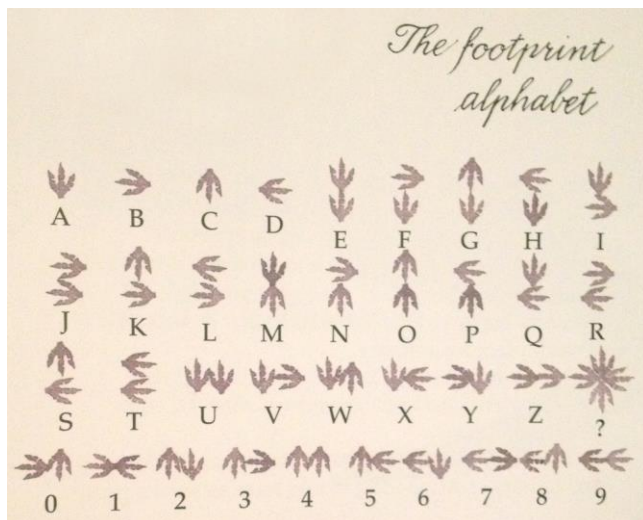 The footprint
alphabet
A B C D E F G H I
J K L M N O P Q R
S T U V W X Y Z ?
0 1 2 3 4 5 6 7 8 9